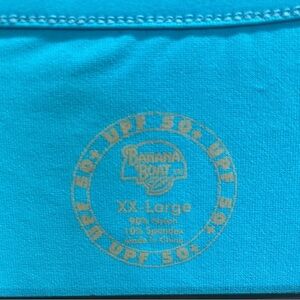 UPF 50+ UPF 50+ UPF 50+ UPF 50+
BANANA
BOAT
XX-Large
90% Nylon
10% Spandex
Made in China